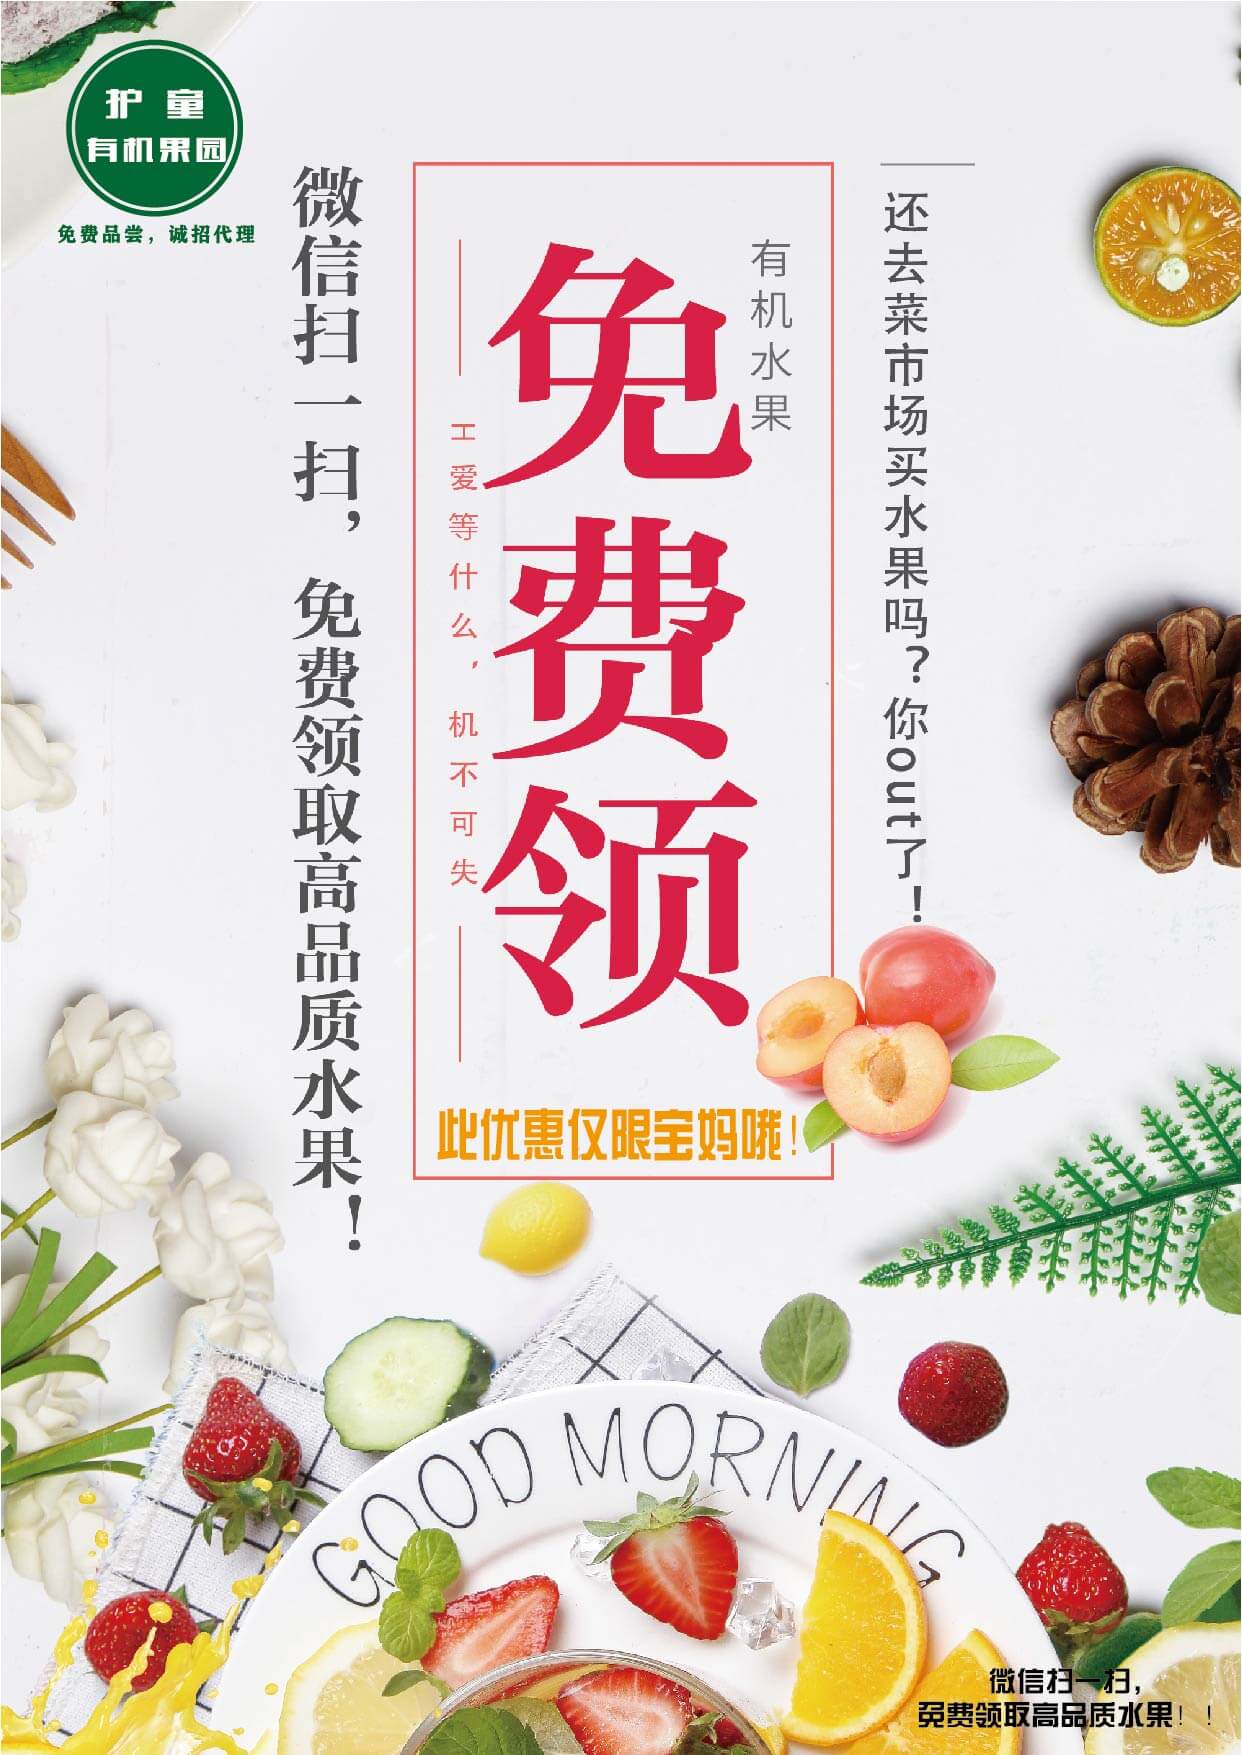 护童
有机果园
免费品尝，诚招代理
还去菜市场买水果吗？你out了！
有机水果
免费领
工爱等什么，机不可失
此优惠仅限宝妈哦！
微信扫一扫，免费领取高品质水果！
GOOD MORNING
微信扫一扫，
免费领取高品质水果！！